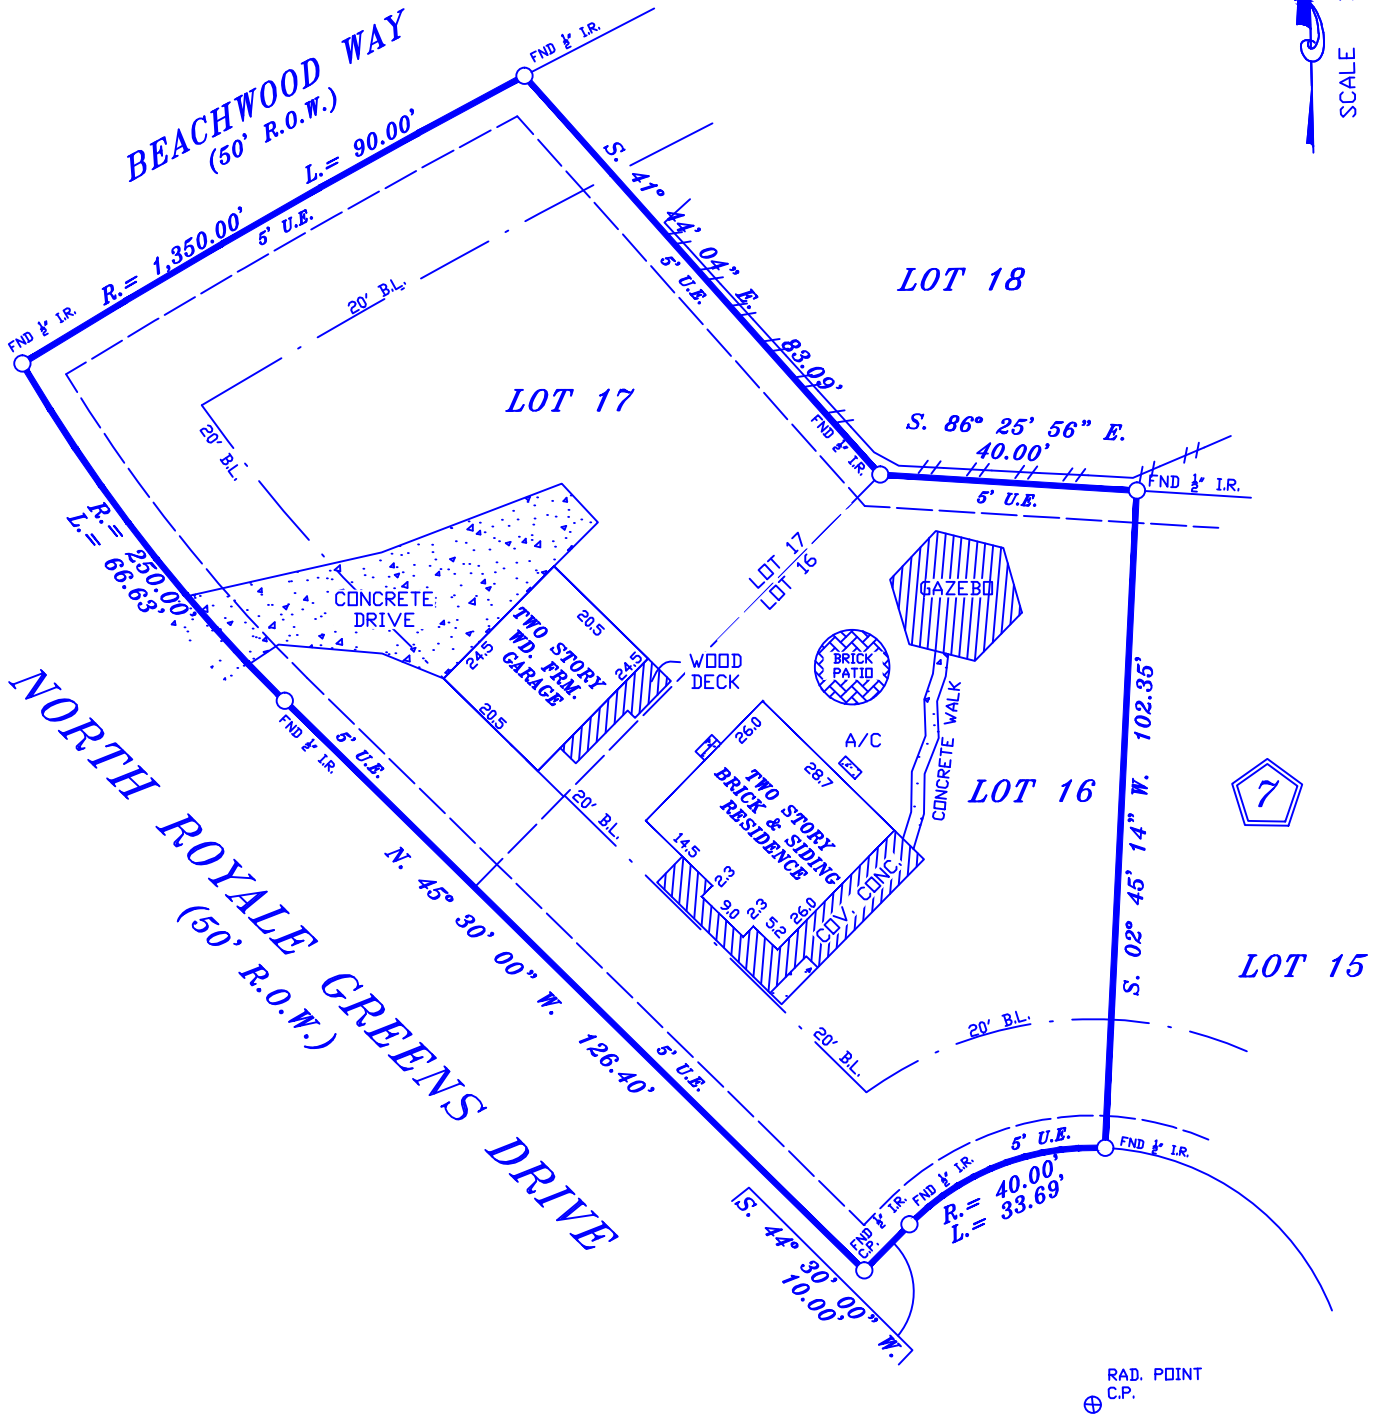 BEACHWOOD WAY
(50' R.O.W.)
FND ½" I.R.
SCALE
R.= 1,350.00' L.= 90.00'
5' U.E.
FND ½" I.R.
20' B.L.
S. 41° 44' 04" E. 83.09'
5' U.E.
LOT 18
LOT 17
20' B.L.
FND ½" I.R.
S. 86° 25' 56" E.
40.00'
FND ½" I.R.
5' U.E.
R.= 250.00'
L.= 66.63'
LOT 17
LOT 16
GAZEBO
CONCRETE
DRIVE
20.5
TWO STORY
WD. FRM.
GARAGE
24.5
24.5
20.5
WOOD
DECK
BRICK
PATIO
CONCRETE WALK
A/C
FND ½" I.R.
5' U.E.
26.0
28.7
TWO STORY
BRICK & SIDING
RESIDENCE
14.5
2.3
9.0
2.3
5.2
26.0
COV. CONC.
20' B.L.
LOT 16
S. 02° 45' 14" W. 102.35'
7
LOT 15
NORTH ROYALE GREENS DRIVE
(50' R.O.W.)
N. 45° 30' 00" W. 126.40'
5' U.E.
20' B.L.
20' B.L.
5' U.E.
FND ½" I.R.
FND ½" I.R.
R.= 40.00'
L.= 33.69'
FND ½" I.R.
C.P.
S. 44° 30' 00" W.
10.00'
RAD. POINT
C.P.